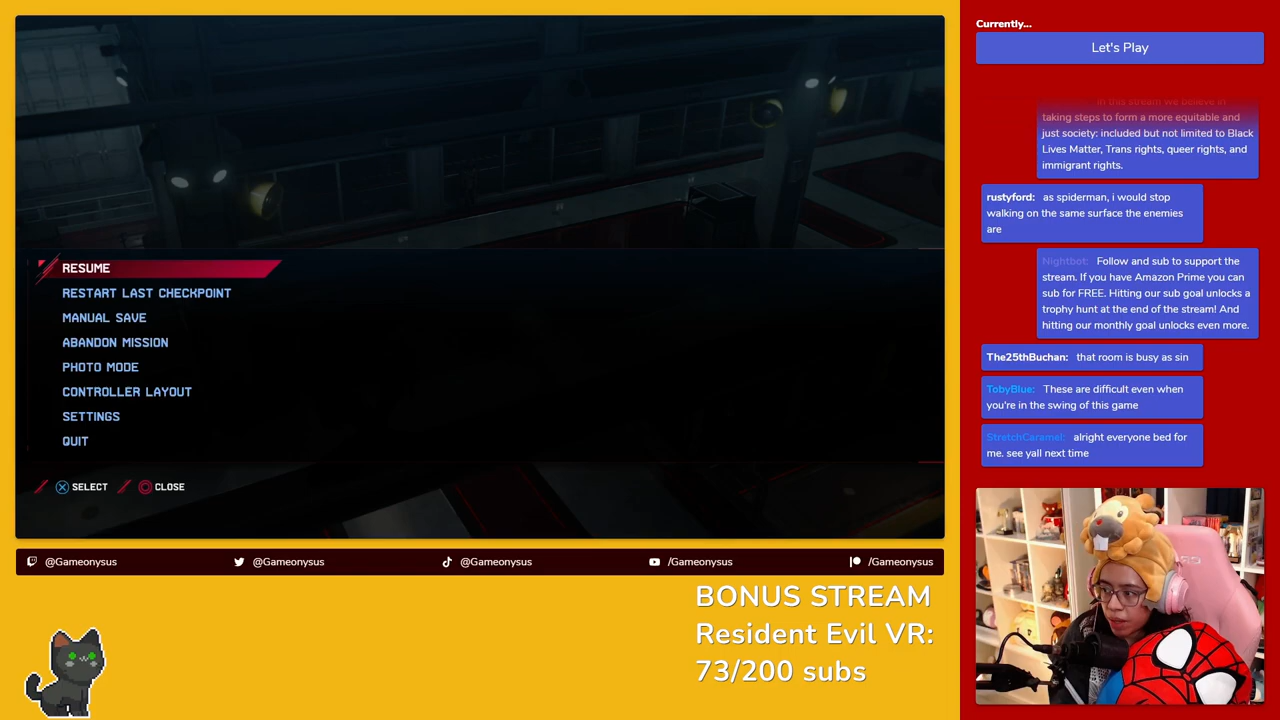 RESUME
RESTART LAST CHECKPOINT
MANUAL SAVE
ABANDON MISSION
PHOTO MODE
CONTROLLER LAYOUT
SETTINGS
QUIT
SELECT CLOSE
@Gameonysus @Gameonysus @Gameonysus /Gameonysus /Gameonysus
BONUS STREAM
Resident Evil VR:
73/200 subs
Currently...
Let's Play
In this stream we believe in
taking steps to form a more equitable and
just society: included but not limited to Black
Lives Matter, Trans rights, queer rights, and
immigrant rights.
rustyford: as spiderman, i would stop
walking on the same surface the enemies
are
Nightbot: Follow and sub to support the
stream. If you have Amazon Prime you can
sub for FREE. Hitting our sub goal unlocks a
trophy hunt at the end of the stream! And
hitting our monthly goal unlocks even more.
The25thBuchan: that room is busy as sin
TobyBlue: These are difficult even when
you're in the swing of this game
StretchCaramel: alright everyone bed for
me. see yall next time